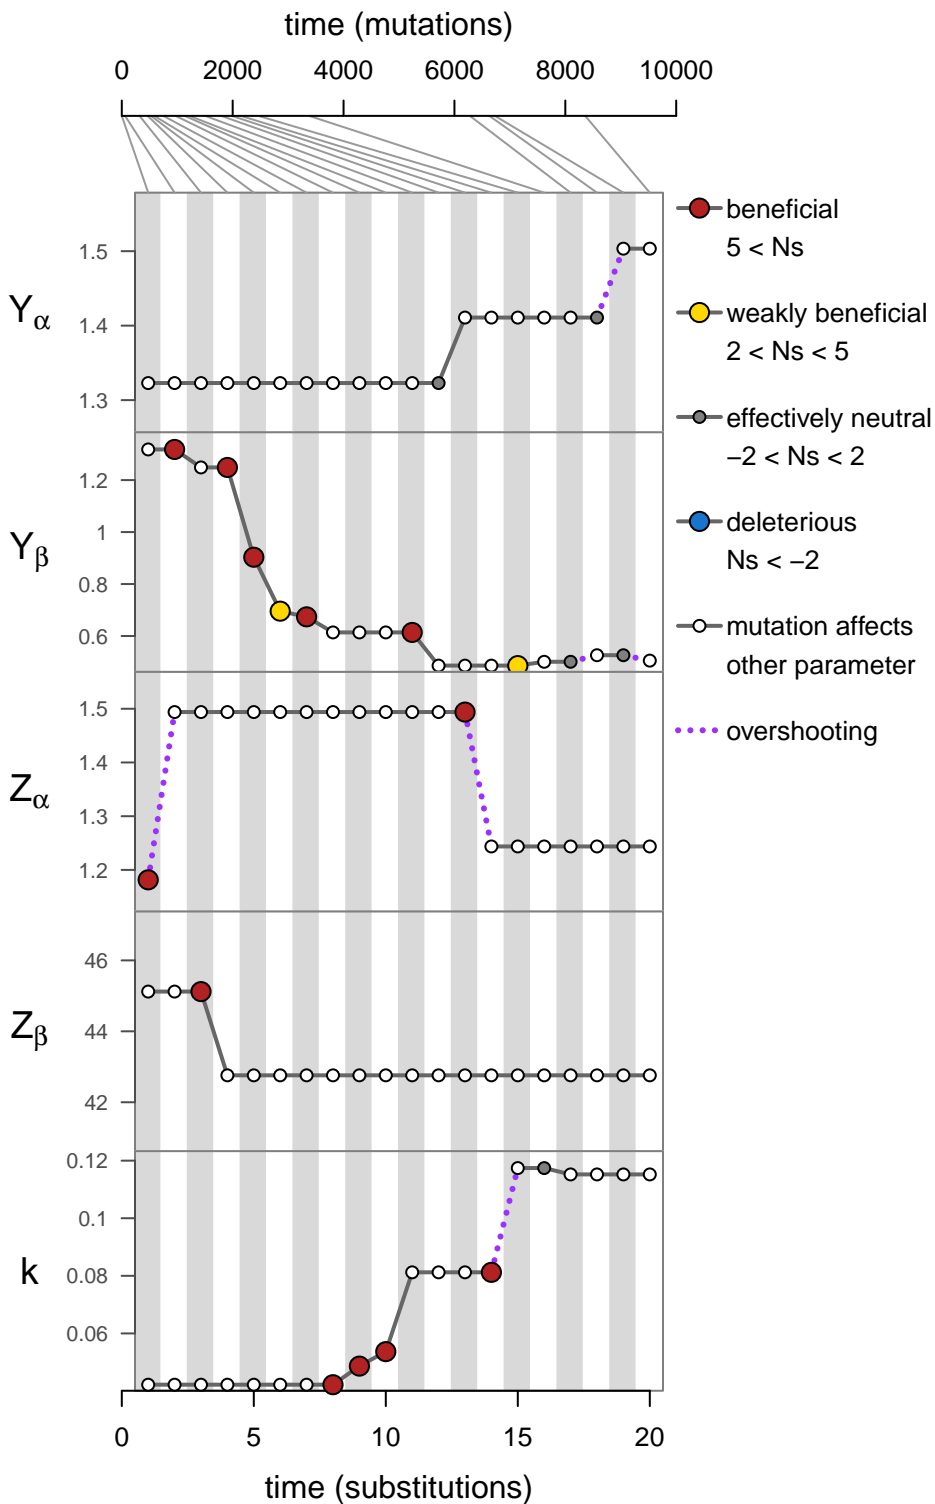 time (mutations)
0 2000 4000 6000 8000 10000
Yα
1.5
1.4
1.3
Yβ
1.2
1
0.8
0.6
Zα
1.5
1.4
1.3
1.2
Zβ
46
44
42
k
0.12
0.1
0.08
0.06
0 5 10 15 20
time (substitutions)
beneficial
5 < Ns
weakly beneficial
2 < Ns < 5
effectively neutral
−2 < Ns < 2
deleterious
Ns < −2
mutation affects
other parameter
overshooting